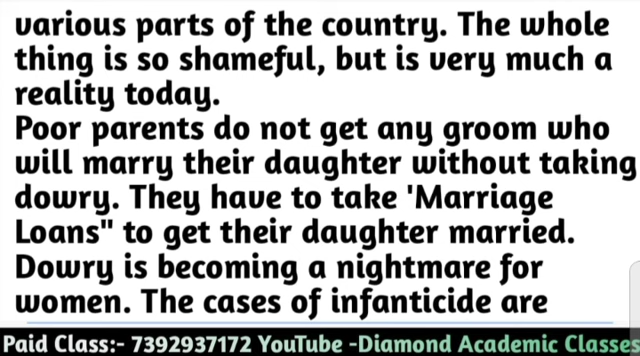 various parts of the country. The whole
thing is so shameful, but is very much a
reality today.
Poor parents do not get any groom who
will marry their daughter without taking
dowry. They have to take 'Marriage
Loans" to get their daughter married.
Dowry is becoming a nightmare for
women. The cases of infanticide are
Paid Class:- 7392937172 YouTube -Diamond Academic Classes